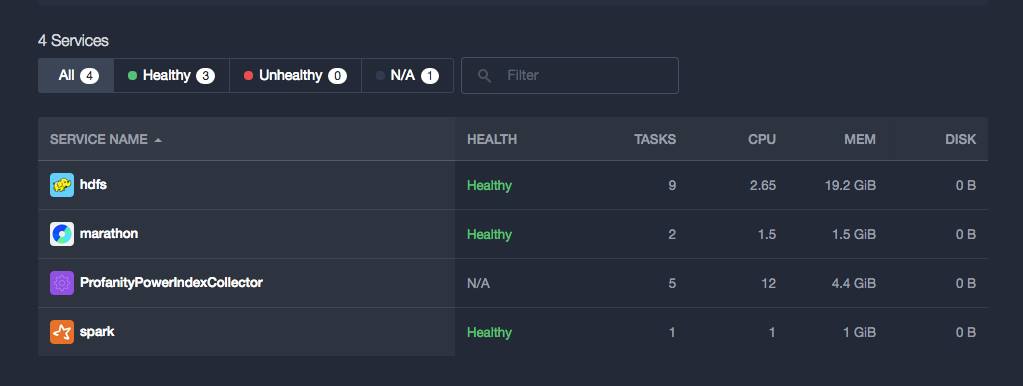 4 Services
All 4 Healthy 3 Unhealthy 0 N/A 1 Filter
SERVICE NAME HEALTH TASKS CPU MEM DISK
hdfs Healthy 9 2.65 19.2 GiB 0 B
marathon Healthy 2 1.5 1.5 GiB 0 B
ProfanityPowerIndexCollector N/A 5 12 4.4 GiB 0 B
spark Healthy 1 1 1 GiB 0 B